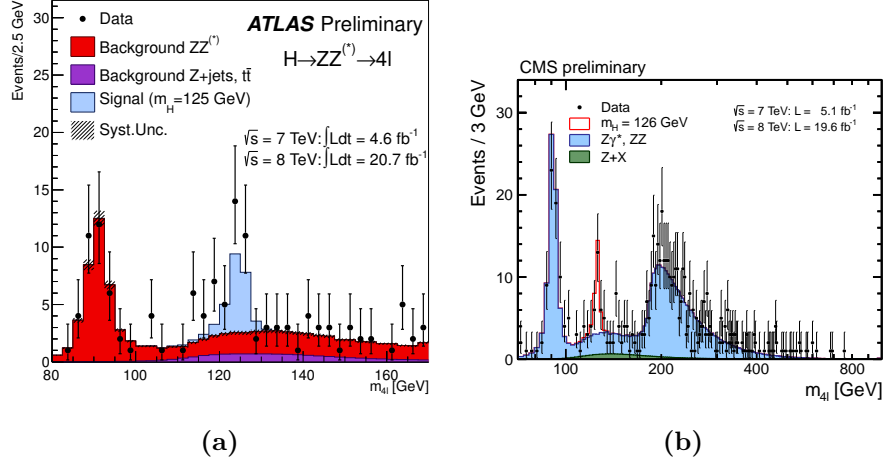 Events/2.5 GeV
30
25
20
15
10
5
0
Data
Background ZZ(*)
Background Z+jets, tt̄
Signal (mH=125 GeV)
Syst.Unc.
ATLAS Preliminary
H→ZZ(*)→4l
√s = 7 TeV:∫Ldt = 4.6 fb-1
√s = 8 TeV:∫Ldt = 20.7 fb-1
80 100 120 140 160
m4l [GeV]
(a)
CMS preliminary
Events / 3 GeV
30
20
10
0
Data
mH = 126 GeV
Zγ*, ZZ
Z+X
√s = 7 TeV: L = 5.1 fb-1
√s = 8 TeV: L = 19.6 fb-1
100 200 400 800
m4l [GeV]
(b)